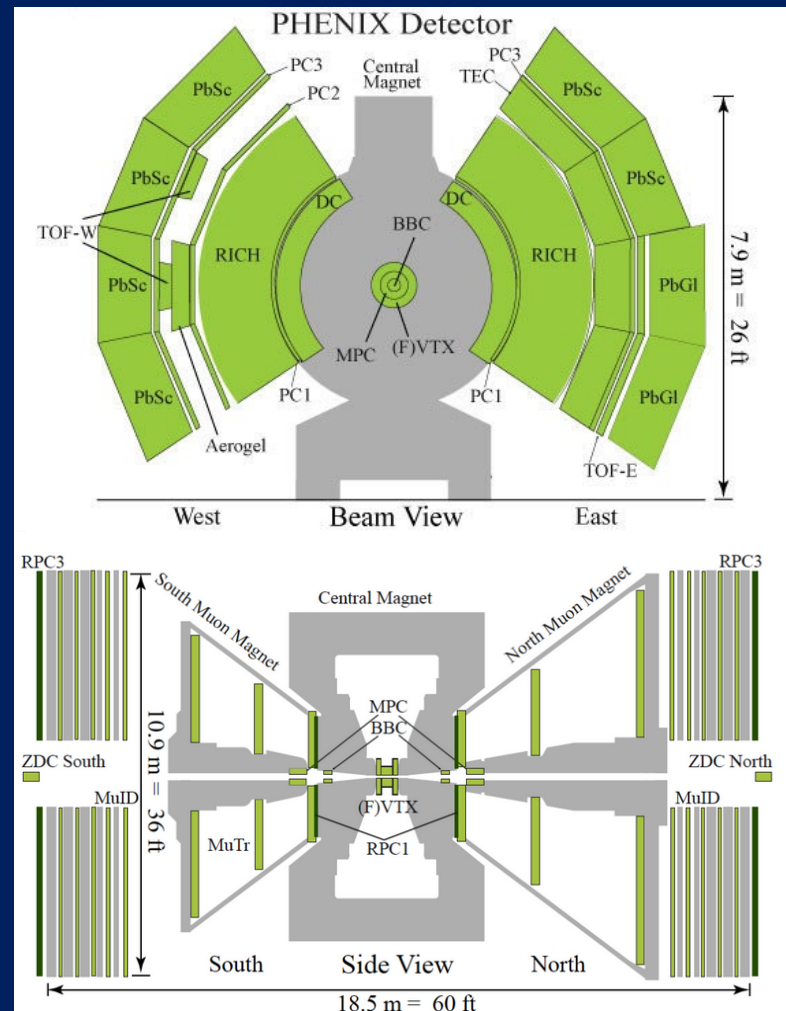 PHENIX Detector
Central
Magnet
PC3
PC2
PbSc
PbSc
PbSc
PbSc
TOF-W
RICH
DC
BBC
MPC
(F)VTX
PC1
Aerogel
PC3
TEC
PbSc
PbSc
DC
RICH
PbGl
PbGl
PC1
TOF-E
7.9 m = 26 ft
West
Beam View
East
RPC3
South Muon Magnet
Central Magnet
North Muon Magnet
RPC3
MPC
BBC
ZDC South
ZDC North
10.9 m = 36 ft
MuID
(F)VTX
MuID
MuTr
RPC1
South
Side View
North
18.5 m = 60 ft